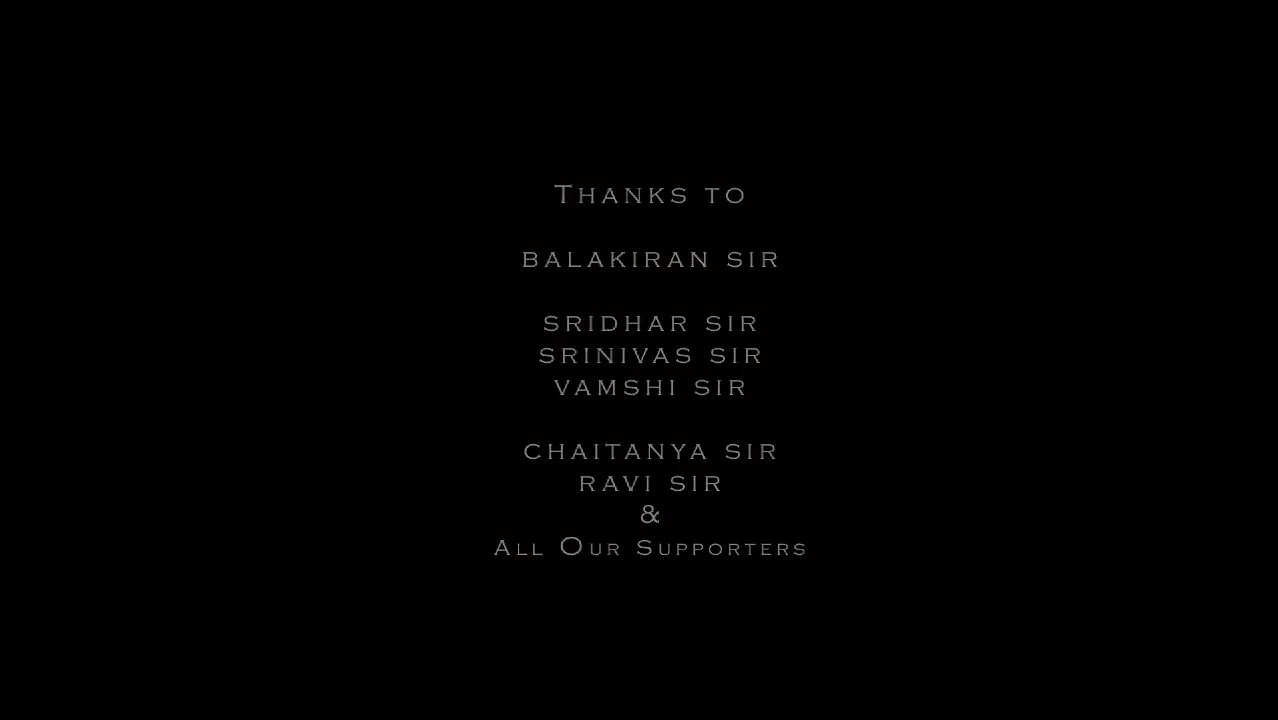 Thanks to
BALAKIRAN SIR
SRIDHAR SIR
SRINIVAS SIR
VAMSHI SIR
CHAITANYA SIR
RAVI SIR
&
All Our Supporters